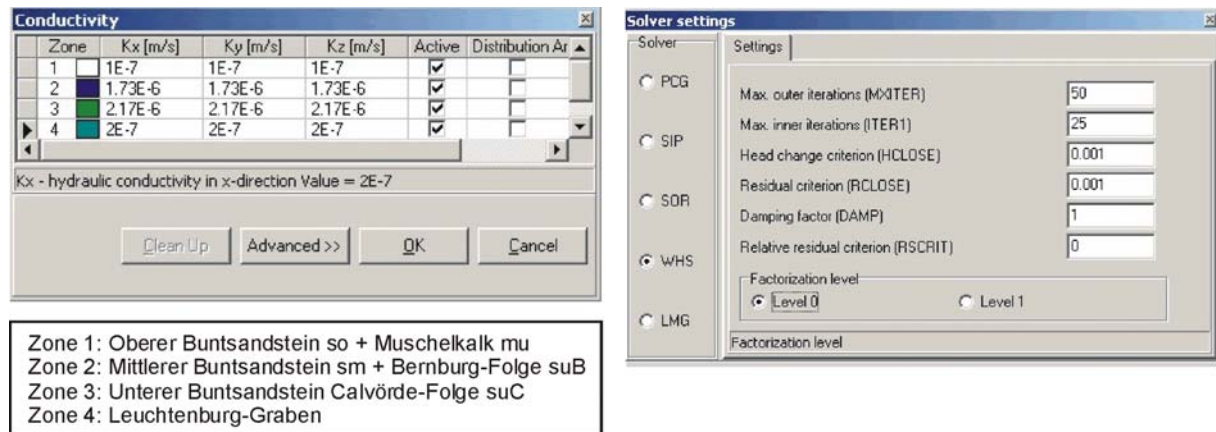 Conductivity
Zone Kx [m/s] Ky [m/s] Kz [m/s] Active Distribution Ar
1 1E-7 1E-7 1E-7
2 1.73E-6 1.73E-6 1.73E-6
3 2.17E-6 2.17E-6 2.17E-6
4 2E-7 2E-7 2E-7
Kx - hydraulic conductivity in x-direction Value = 2E-7
Clean Up Advanced >> OK Cancel
Zone 1: Oberer Buntsandstein so + Muschelkalk mu
Zone 2: Mittlerer Buntsandstein sm + Bernburg-Folge suB
Zone 3: Unterer Buntsandstein Calvörde-Folge suC
Zone 4: Leuchtenburg-Graben
Solver settings
Solver
PCG
SIP
SOR
WHS
LMG
Settings
Max. outer iterations (MXITER) 50
Max. inner iterations (ITER1) 25
Head change criterion (HCLOSE) 0.001
Residual criterion (RCLOSE) 0.001
Damping factor (DAMP) 1
Relative residual criterion (RSCRIT) 0
Factorization level
Level 0 Level 1
Factorization level